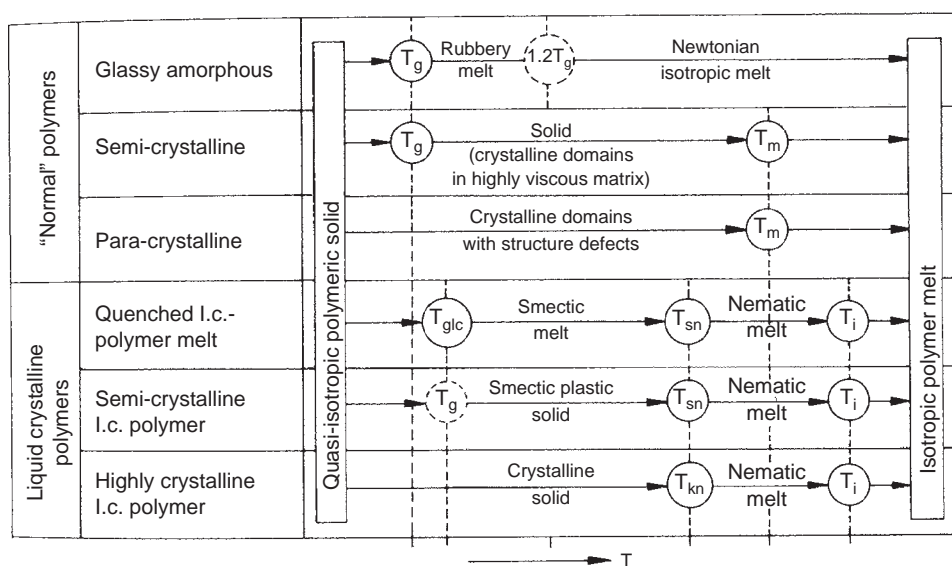 "Normal" polymers
Glassy amorphous
Semi-crystalline
Para-crystalline
Liquid crystalline
polymers
Quenched l.c.-
polymer melt
Semi-crystalline
l.c. polymer
Highly crystalline
l.c. polymer
Quasi-isotropic polymeric solid
Tg
Rubbery
melt
1.2Tg
Newtonian
isotropic melt
Tg
Solid
(crystalline domains
in highly viscous matrix)
Tm
Crystalline domains
with structure defects
Tm
Tglc
Smectic
melt
Tsn
Nematic
melt
Ti
Tg
Smectic plastic
solid
Tsn
Nematic
melt
Ti
Crystalline
solid
Tkn
Nematic
melt
Ti
Isotropic polymer melt
T